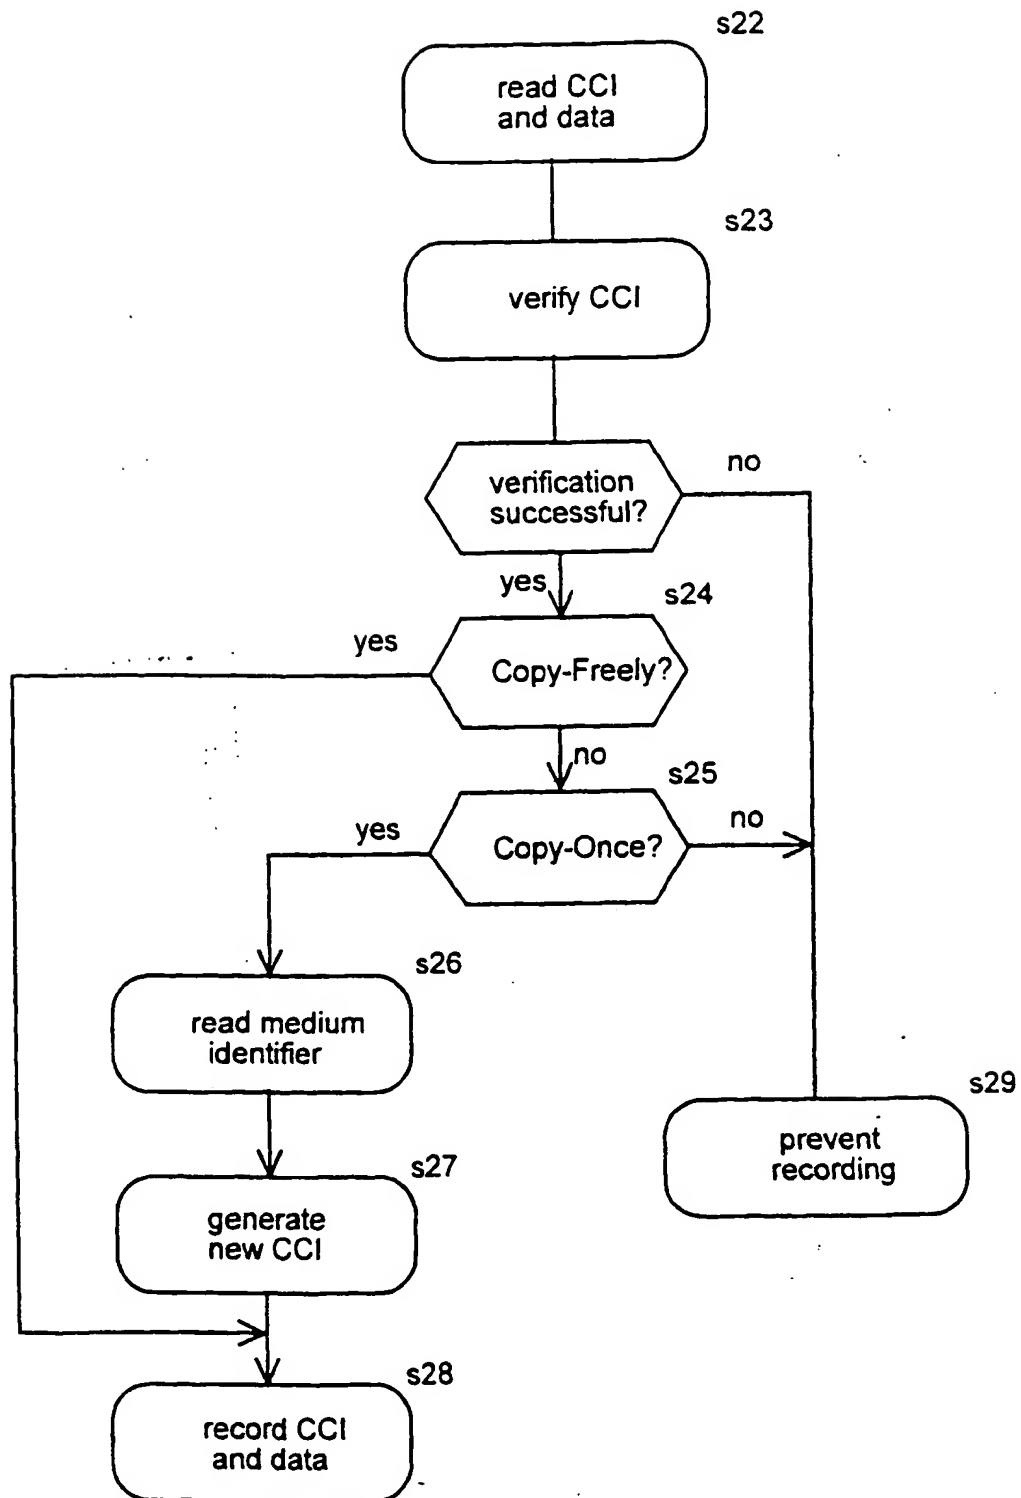 s22
read CCI
and data
s23
verify CCI
verification
successful?
no
yes
s24
yes
Copy-Freely?
no
s25
yes
Copy-Once?
no
s26
read medium
identifier
s29
prevent
recording
s27
generate
new CCI
s28
record CCI
and data